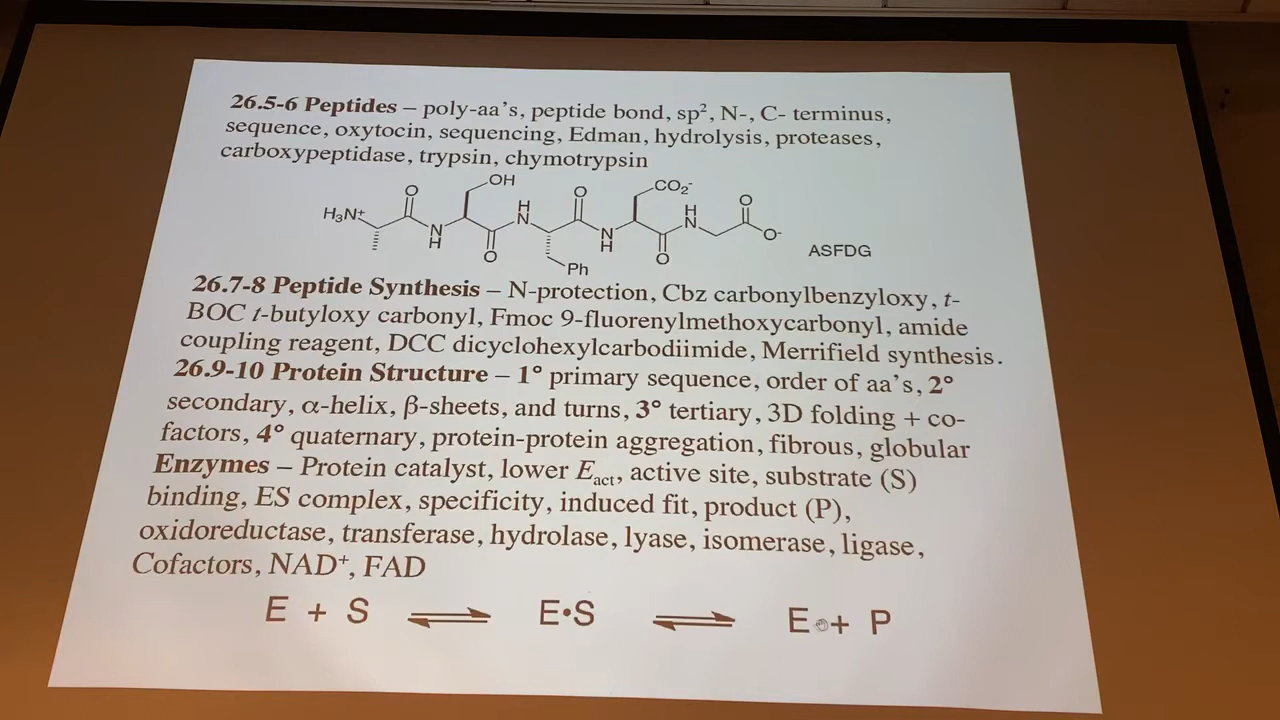 26.5-6 Peptides – poly-aa's, peptide bond, sp², N-, C- terminus,
sequence, oxytocin, sequencing, Edman, hydrolysis, proteases,
carboxypeptidase, trypsin, chymotrypsin
H₃N⁺ O N H OH O H N Ph O N H CO₂⁻ O H N O O⁻ ASFDG
26.7-8 Peptide Synthesis – N-protection, Cbz carbonylbenzyloxy, t-
BOC t-butyloxy carbonyl, Fmoc 9-fluorenylmethoxycarbonyl, amide
coupling reagent, DCC dicyclohexylcarbodiimide, Merrifield synthesis.
26.9-10 Protein Structure – 1° primary sequence, order of aa's, 2°
secondary, α-helix, β-sheets, and turns, 3° tertiary, 3D folding + co-
factors, 4° quaternary, protein-protein aggregation, fibrous, globular
Enzymes – Protein catalyst, lower Eact, active site, substrate (S)
binding, ES complex, specificity, induced fit, product (P),
oxidoreductase, transferase, hydrolase, lyase, isomerase, ligase,
Cofactors, NAD⁺, FAD
E + S ⇌ E•S ⇌ E + P